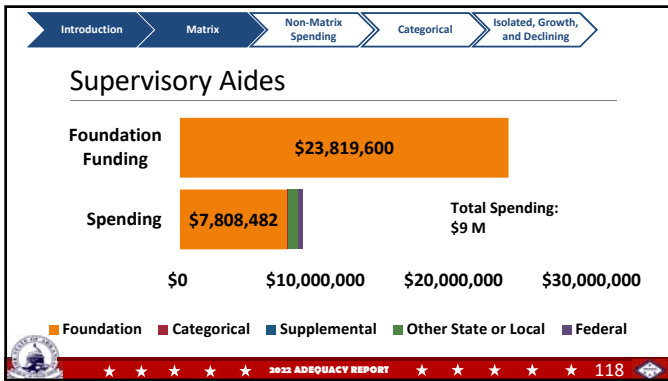 Introduction
Matrix
Non-Matrix
Spending
Categorical
Isolated, Growth,
and Declining
Supervisory Aides
Foundation
Funding
$23,819,600
Spending
$7,808,482
Total Spending:
$9 M
$0 $10,000,000 $20,000,000 $30,000,000
Foundation Categorical Supplemental Other State or Local Federal
2022 ADEQUACY REPORT
118